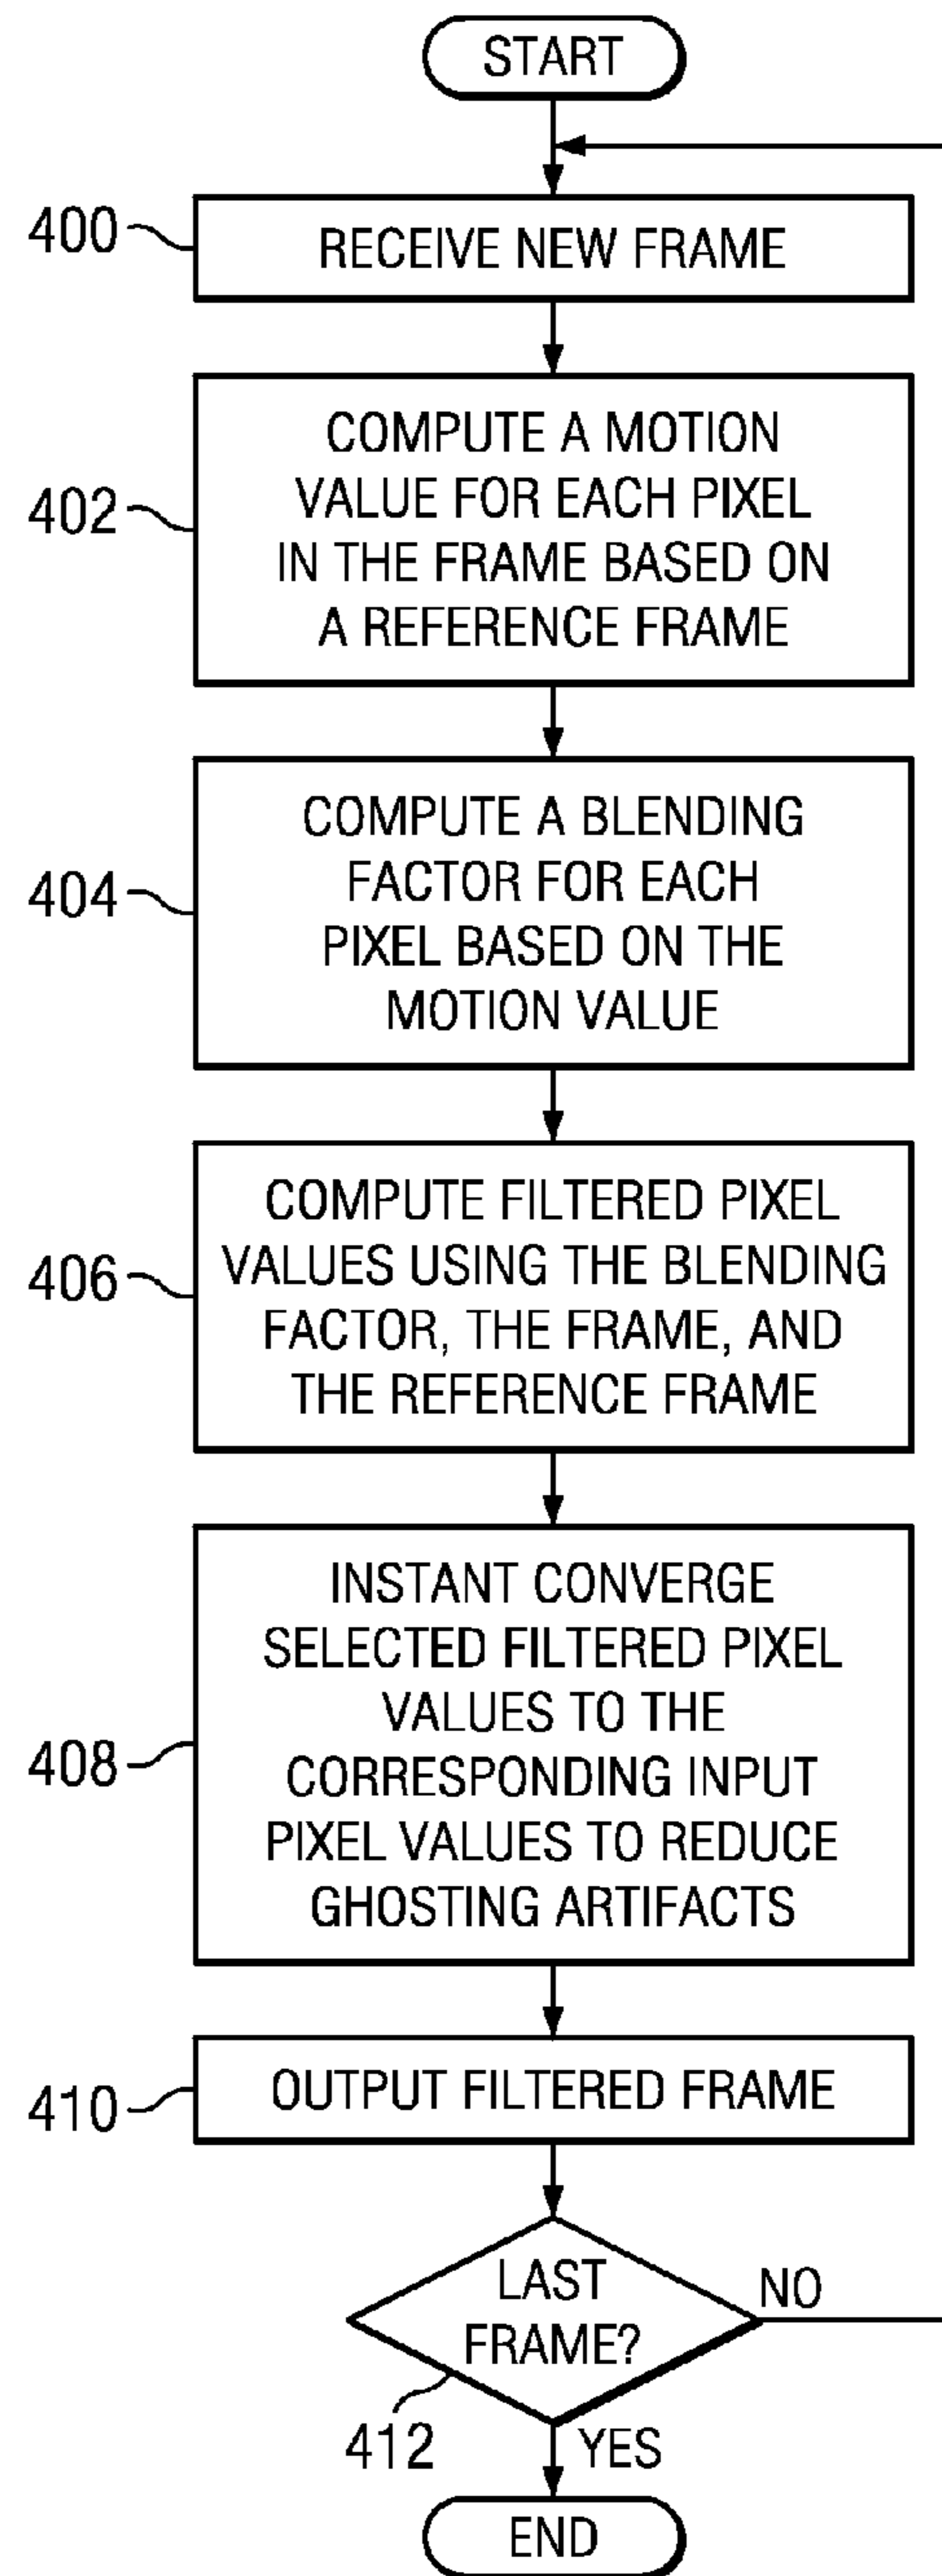 START
400
RECEIVE NEW FRAME
402
COMPUTE A MOTION
VALUE FOR EACH PIXEL
IN THE FRAME BASED ON
A REFERENCE FRAME
404
COMPUTE A BLENDING
FACTOR FOR EACH
PIXEL BASED ON THE
MOTION VALUE
406
COMPUTE FILTERED PIXEL
VALUES USING THE BLENDING
FACTOR, THE FRAME, AND
THE REFERENCE FRAME
408
INSTANT CONVERGE
SELECTED FILTERED PIXEL
VALUES TO THE
CORRESPONDING INPUT
PIXEL VALUES TO REDUCE
GHOSTING ARTIFACTS
410
OUTPUT FILTERED FRAME
LAST
FRAME?
NO
412
YES
END